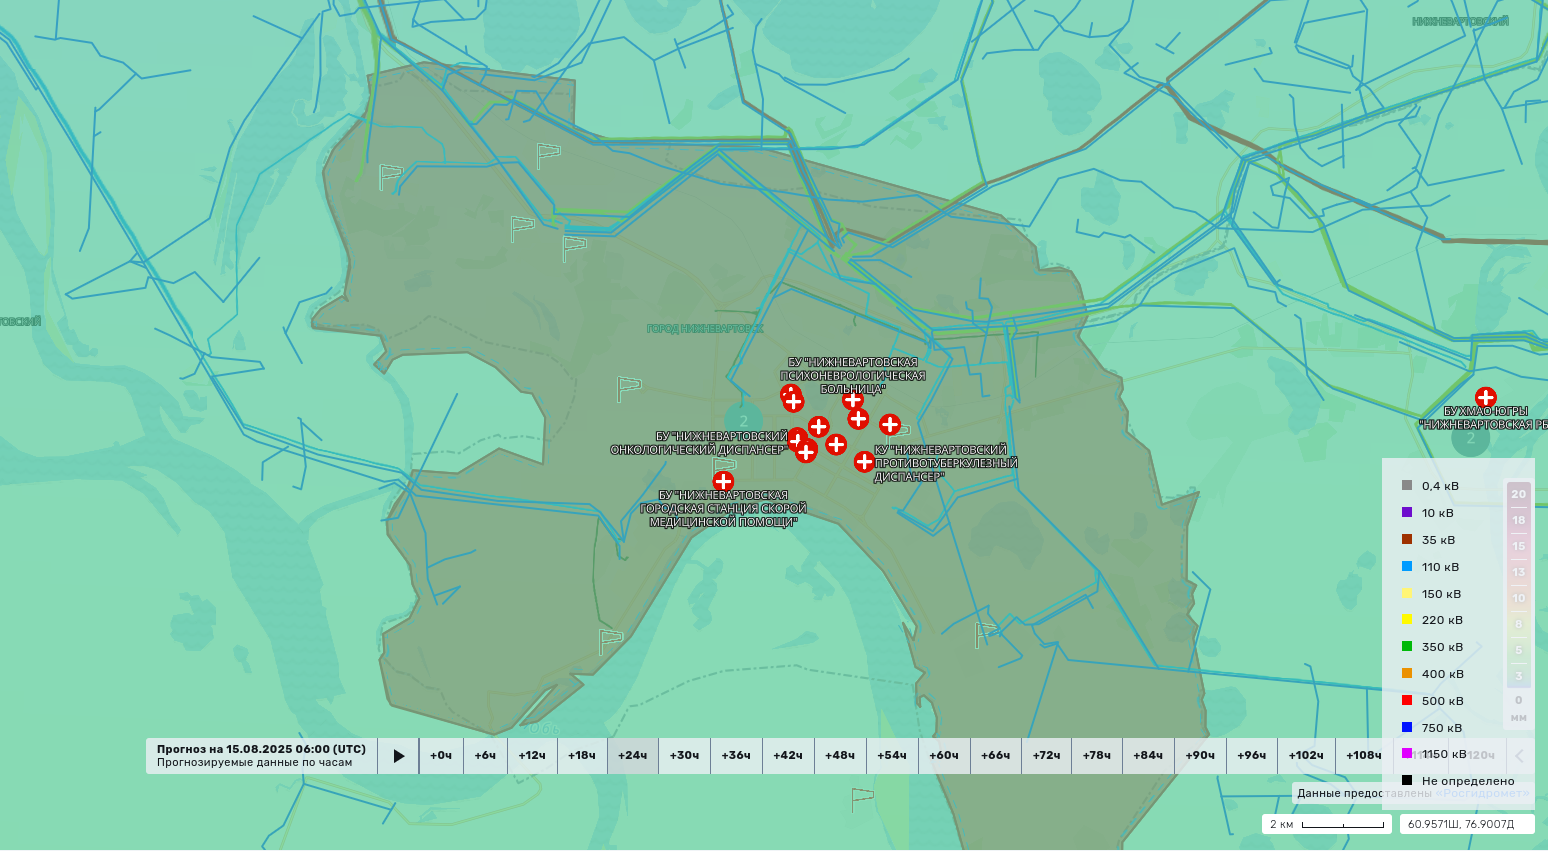 НИЖНЕВАРТОВСКИЙ
ТОВСКИЙ
ГОРОД НИЖНЕВАРТОВСК
БУ "НИЖНЕВАРТОВСКАЯ
ПСИХОНЕВРОЛОГИЧЕСКАЯ
БОЛЬНИЦА"
2
БУ "НИЖНЕВАРТОВСКИЙ
ОНКОЛОГИЧЕСКИЙ ДИСПАНСЕР"
КУ "НИЖНЕВАРТОВСКИЙ
ПРОТИВОТУБЕРКУЛЕЗНЫЙ
ДИСПАНСЕР"
БУ "НИЖНЕВАРТОВСКАЯ
ГОРОДСКАЯ СТАНЦИЯ СКОРОЙ
МЕДИЦИНСКОЙ ПОМОЩИ"
БУ ХМАО-ЮГРЫ
"НИЖНЕВАРТОВСКАЯ РБ
2
0,4 кВ
10 кВ
35 кВ
110 кВ
150 кВ
220 кВ
350 кВ
400 кВ
500 кВ
750 кВ
1150 кВ
Не определено
20
18
15
13
10
8
5
3
0
мм
Обь
Прогноз на 15.08.2025 06:00 (UTC)
Прогнозируемые данные по часам
+0ч +6ч +12ч +18ч +24ч +30ч +36ч +42ч +48ч +54ч +60ч +66ч +72ч +78ч +84ч +90ч +96ч +102ч +108ч +120ч
Данные предоставлены «Росгидромет»
2 км
60.9571Ш, 76.9007Д